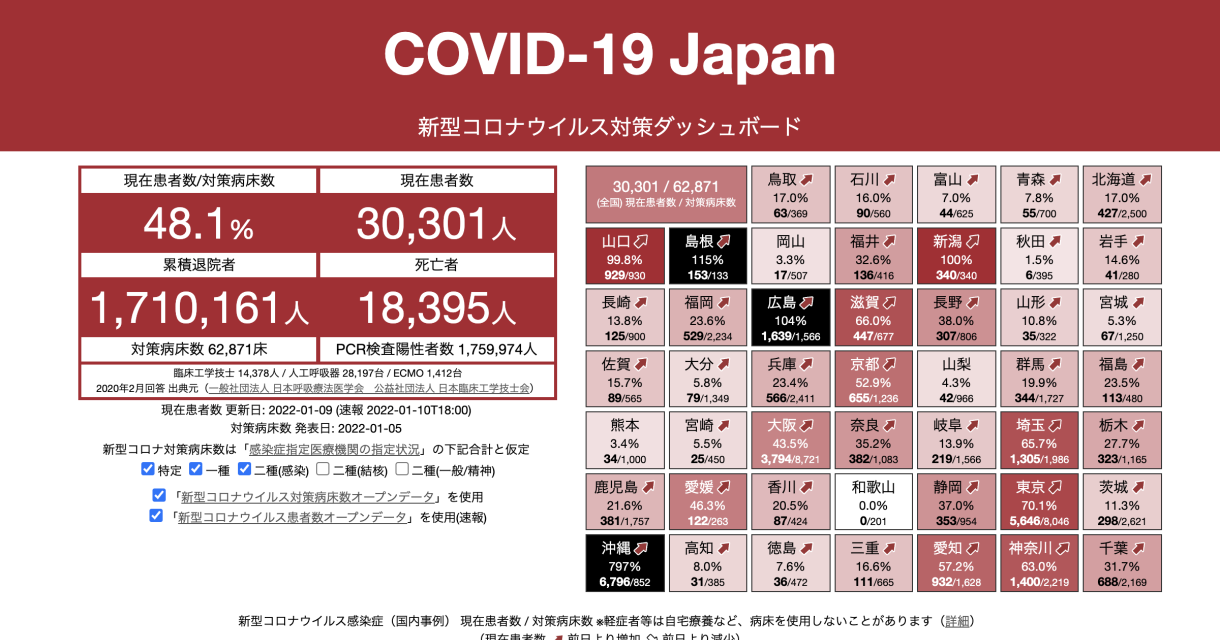 COVID-19 Japan
新型コロナウイルス対策ダッシュボード
現在患者数/対策病床数
現在患者数
48.1%
30,301人
累積退院者
死亡者
1,710,161人
18,395人
対策病床数 62,871床
PCR検査陽性者数 1,759,974人
臨床工学技士 14,378人 / 人工呼吸器 28,197台 / ECMO 1,412台
2020年2月回答 出典元（一般社団法人 日本呼吸療法医学会　公益社団法人 日本臨床工学技士会）
現在患者数 更新日: 2022-01-09 (速報 2022-01-10T18:00)
対策病床数 発表日: 2022-01-05
新型コロナ対策病床数は「感染症指定医療機関の指定状況」の下記合計と仮定
特定 一種 二種(感染) 二種(結核) 二種(一般/精神)
「新型コロナウイルス対策病床数オープンデータ」を使用
「新型コロナウイルス患者数オープンデータ」を使用(速報)
30,301 / 62,871
(全国) 現在患者数 / 対策病床数
鳥取
17.0%
63/369
石川
16.0%
90/560
富山
7.0%
44/625
青森
7.8%
55/700
北海道
17.0%
427/2,500
山口
99.8%
929/930
島根
115%
153/133
岡山
3.3%
17/507
福井
32.6%
136/416
新潟
100%
340/340
秋田
1.5%
6/395
岩手
14.6%
41/280
長崎
13.8%
125/900
福岡
23.6%
529/2,234
広島
104%
1,639/1,566
滋賀
66.0%
447/677
長野
38.0%
307/806
山形
10.8%
35/322
宮城
5.3%
67/1,250
佐賀
15.7%
89/565
大分
5.8%
79/1,349
兵庫
23.4%
566/2,411
京都
52.9%
655/1,236
山梨
4.3%
42/966
群馬
19.9%
344/1,727
福島
23.5%
113/480
熊本
3.4%
34/1,000
宮崎
5.5%
25/450
大阪
43.5%
3,794/8,721
奈良
35.2%
382/1,083
岐阜
13.9%
219/1,566
埼玉
65.7%
1,305/1,986
栃木
27.7%
323/1,165
鹿児島
21.6%
381/1,757
愛媛
46.3%
122/263
香川
20.5%
87/424
和歌山
0.0%
0/201
静岡
37.0%
353/954
東京
70.1%
5,646/8,046
茨城
11.3%
298/2,621
沖縄
797%
6,796/852
高知
8.0%
31/385
徳島
7.6%
36/472
三重
16.6%
111/665
愛知
57.2%
932/1,628
神奈川
63.0%
1,400/2,219
千葉
31.7%
688/2,169
新型コロナウイルス感染症（国内事例） 現在患者数 / 対策病床数 ※軽症者等は自宅療養など、病床を使用しないことがあります（詳細）
(現在患者数 前日より増加 前日より減少)